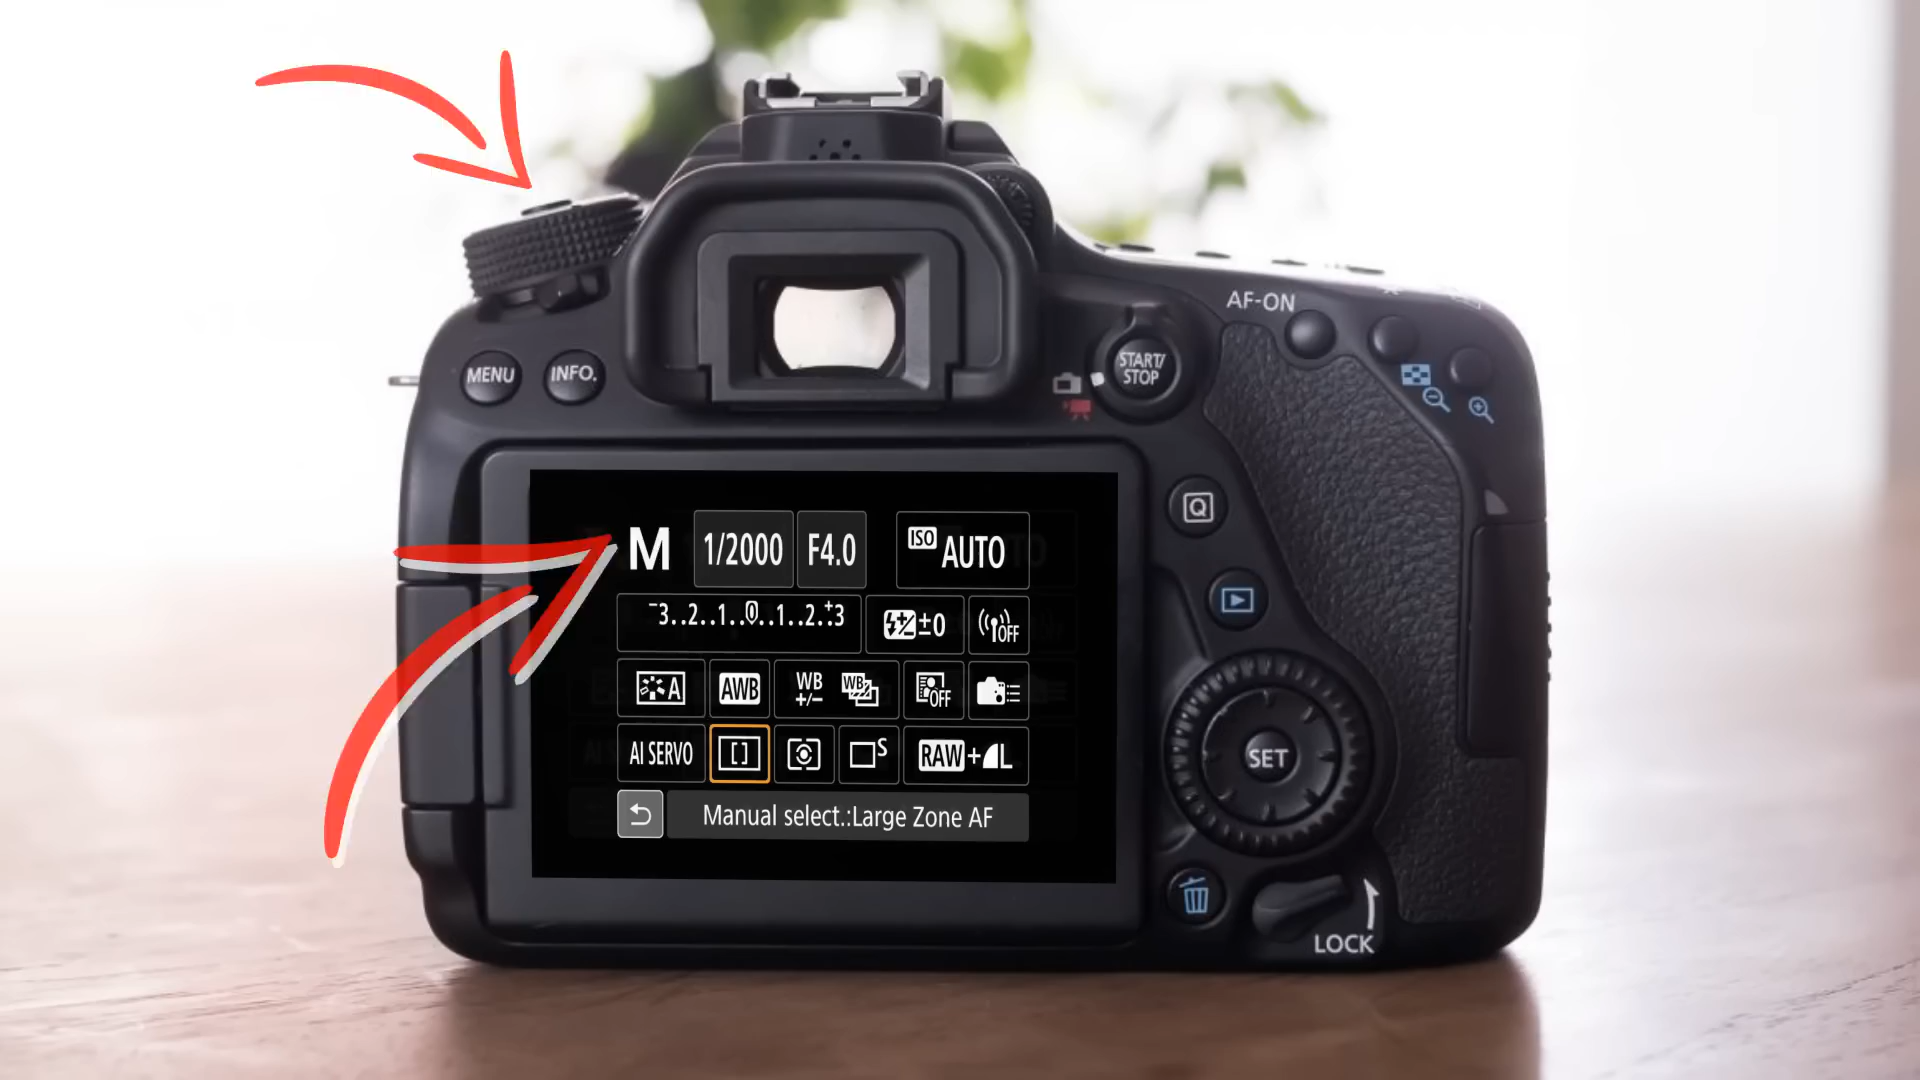 AF-ON
MENU INFO.
START/
STOP
Q
M 1/2000 F4.0 ISO AUTO
-3..2..1..0..1..2..+3
±0 OFF
A AWB WB +/- WB OFF
AI SERVO [ ] S RAW+L
Manual select.:Large Zone AF
SET
LOCK